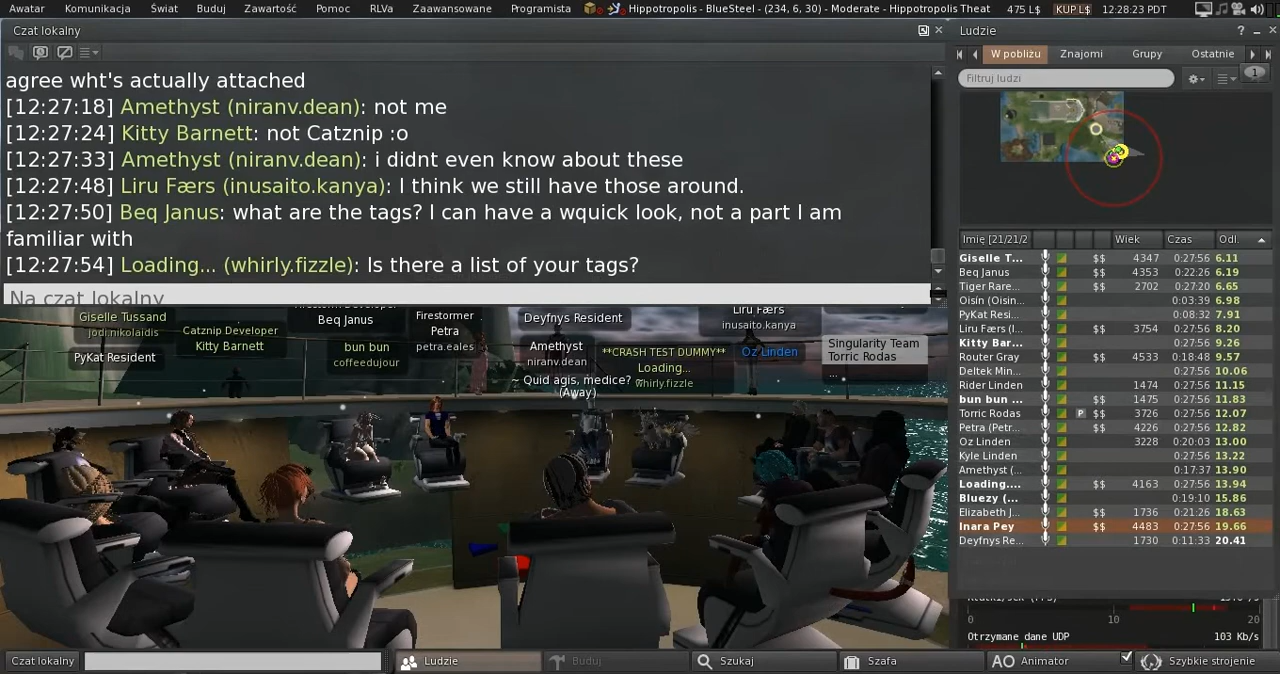 Awatar Komunikacja Świat Buduj Zawartość Pomoc RLVa Zaawansowane Programista Hippotropolis - BlueSteel - (234, 6, 30) - Moderate - Hippotropolis Theat 475 L$ KUP L$ 12:28:23 PDT
Czat lokalny
agree wht's actually attached
[12:27:18] Amethyst (niranv.dean): not me
[12:27:24] Kitty Barnett: not Catznip :o
[12:27:33] Amethyst (niranv.dean): i didnt even know about these
[12:27:48] Liru Færs (inusaito.kanya): I think we still have those around.
[12:27:50] Beq Janus: what are the tags? I can have a wquick look, not a part I am
familiar with
[12:27:54] Loading... (whirly.fizzle): Is there a list of your tags?
Na czat lokalny
Giselle Tussand
jodi.nikolaidis
PyKat Resident
Catznip Developer
Kitty Barnett
Firestorm Developer
Beq Janus
bun bun
coffeedujour
Firestormer
Petra
petra.eales
Deyfnys Resident
Amethyst
niranv.dean
~ Quid agis, medice? ~
(Away)
**CRASH TEST DUMMY**
Loading...
whirly.fizzle
Liru Færs
inusaito.kanya
Oz Linden
Singularity Team
Torric Rodas
...
Ludzie
? _ ×
W pobliżu Znajomi Grupy Ostatnie
Filtruj ludzi
1
Imię [21/21/2 Wiek Czas Odl.
Giselle T... $$ 4347 0:27:56 6.11
Beq Janus $$ 4353 0:22:26 6.19
Tiger Rare... $$ 2702 0:27:20 6.65
Oisín (Oisin... 0:03:39 6.98
PyKat Resi... 0:08:32 7.91
Liru Færs (I... $$ 3754 0:27:56 8.20
Kitty Bar... 0:27:56 9.26
Router Gray $$ 4533 0:18:48 9.57
Deltek Min... 0:27:56 10.06
Rider Linden 1474 0:27:56 11.15
bun bun ... $$ 1475 0:27:56 11.83
Torric Rodas P $$ 3726 0:27:56 12.07
Petra (Petr... $$ 4226 0:27:56 12.82
Oz Linden 3228 0:20:03 13.00
Kyle Linden 0:27:56 13.22
Amethyst (... 0:17:37 13.90
Loading.... $$ 4163 0:27:56 13.94
Bluezy (... 0:19:10 15.86
Elizabeth J... $$ 1736 0:21:26 18.63
Inara Pey $$ 4483 0:27:56 19.66
Deyfnys Re... 1730 0:11:33 20.41
0 10 20
Otrzymane dane UDP 103 Kb/s
Czat lokalny Ludzie Buduj Szukaj Szafa AO Animator Szybkie strojenie